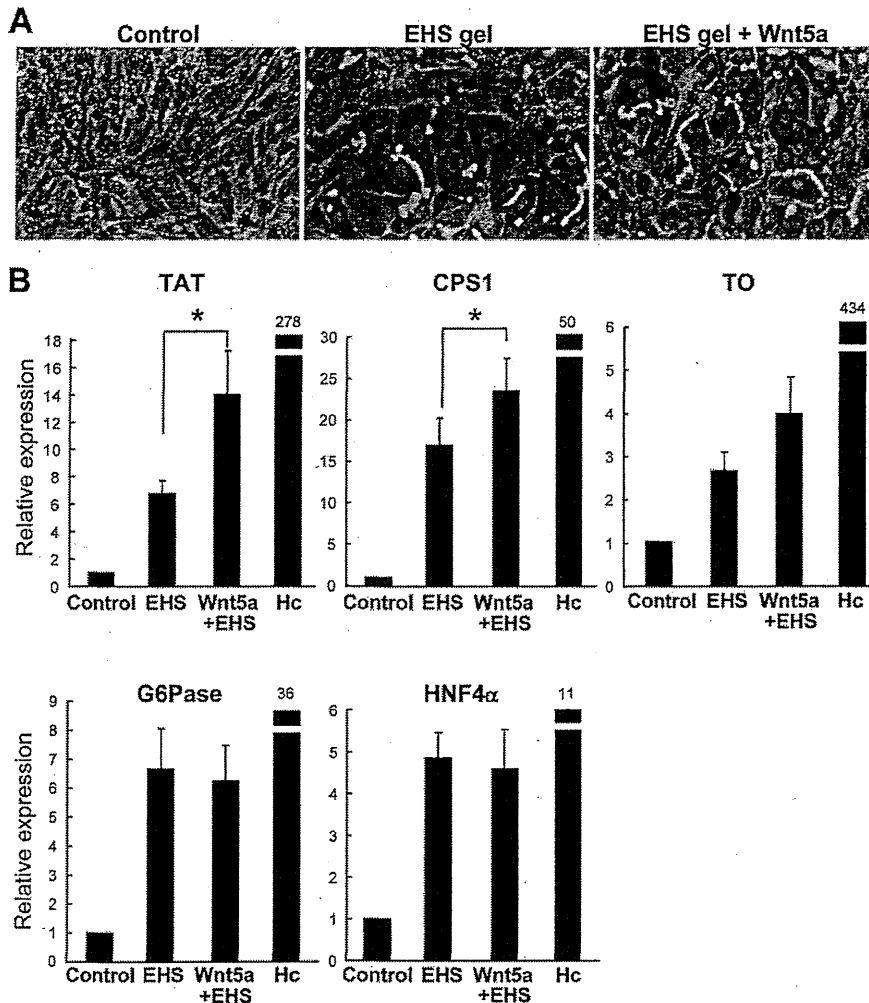 A
Control
EHS gel
EHS gel + Wnt5a
B
TAT
CPS1
TO
Relative expression
18
16
14
12
10
8
6
4
2
0
*
278
Control EHS Wnt5a +EHS Hc
30
25
20
15
10
5
0
*
50
Control EHS Wnt5a +EHS Hc
6
5
4
3
2
1
0
434
Control EHS Wnt5a +EHS Hc
G6Pase
HNF4α
Relative expression
9
8
7
6
5
4
3
2
1
0
36
Control EHS Wnt5a +EHS Hc
6
5
4
3
2
1
0
11
Control EHS Wnt5a +EHS Hc